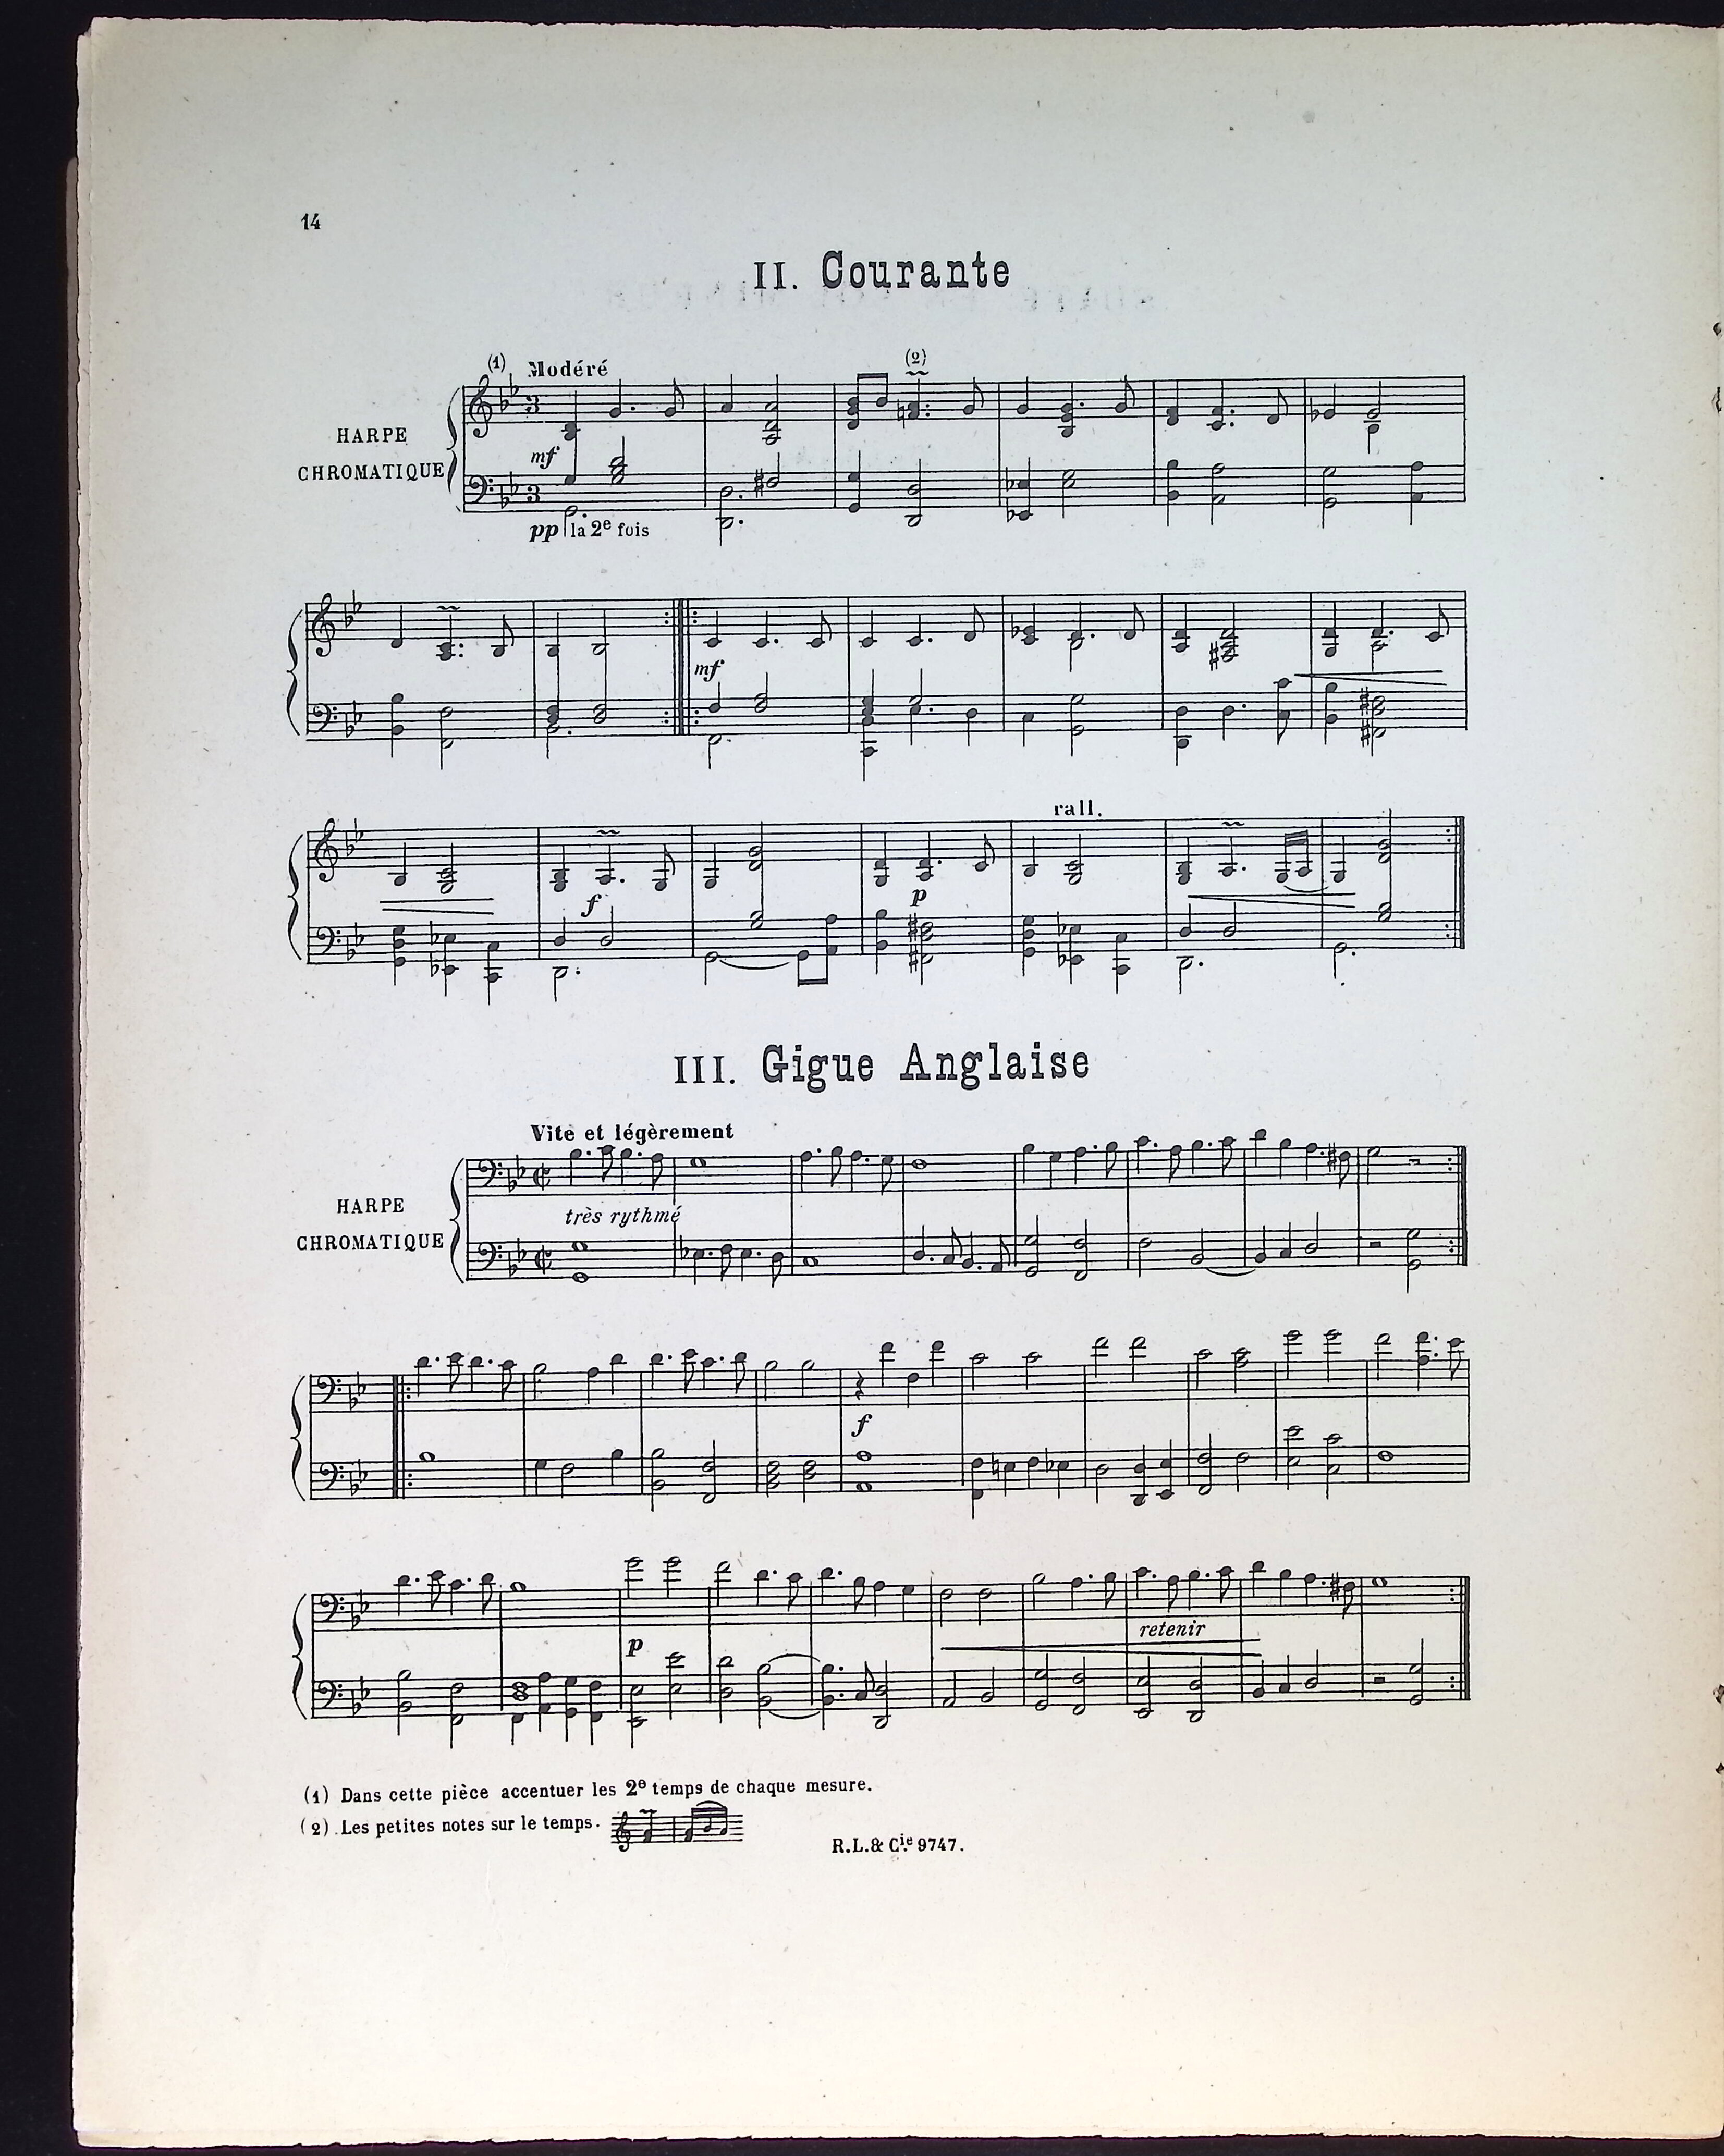 14
II. Courante
(1) Modéré (2)
HARPE
CHROMATIQUE
3
mf
3
pp la 2e fois
mf
rall.
f
p
III. Gigue Anglaise
Vite et légèrement
HARPE
CHROMATIQUE
très rythmé
f
p
retenir
(1) Dans cette pièce accentuer les 2e temps de chaque mesure.
(2) Les petites notes sur le temps.
R.L.& Cie 9747.